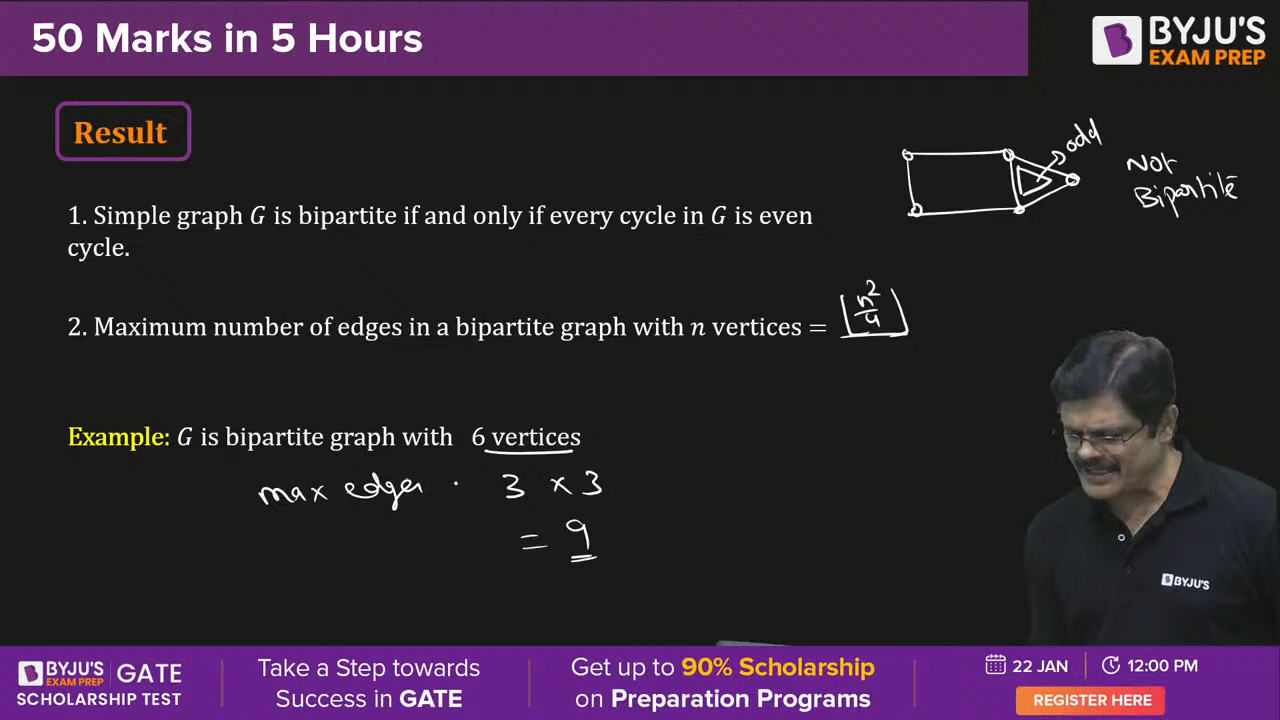 50 Marks in 5 Hours
BYJU'S
EXAM PREP
Result
odd
Not
Bipartite
1. Simple graph G is bipartite if and only if every cycle in G is even
cycle.
2. Maximum number of edges in a bipartite graph with n vertices = ⌊n²/4⌋
Example: G is bipartite graph with 6 vertices
max edges . 3 × 3
= 9
BYJU'S
BYJU'S
EXAM PREP
GATE
SCHOLARSHIP TEST
Take a Step towards
Success in GATE
Get up to 90% Scholarship
on Preparation Programs
22 JAN
12:00 PM
REGISTER HERE